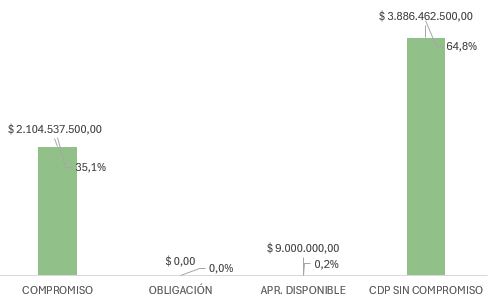 $ 3.886.462.500,00
64,8%
$ 2.104.537.500,00
35,1%
$ 0,00
0,0%
$ 9.000.000,00
0,2%
COMPROMISO
OBLIGACIÓN
APR. DISPONIBLE
CDP SIN COMPROMISO